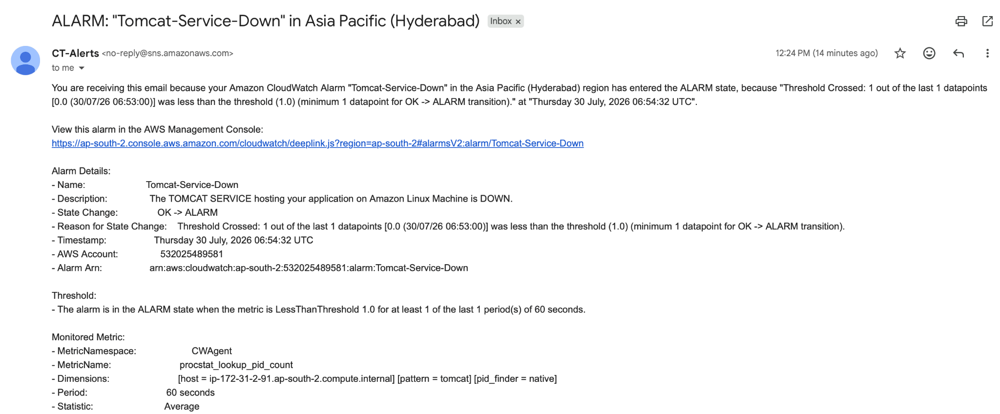 ALARM: "Tomcat-Service-Down" in Asia Pacific (Hyderabad) Inbox ×
CT-Alerts <no-reply@sns.amazonaws.com> 12:24 PM (14 minutes ago)
to me
You are receiving this email because your Amazon CloudWatch Alarm "Tomcat-Service-Down" in the Asia Pacific (Hyderabad) region has entered the ALARM state, because "Threshold Crossed: 1 out of the last 1 datapoints
[0.0 (30/07/26 06:53:00)] was less than the threshold (1.0) (minimum 1 datapoint for OK -> ALARM transition)." at "Thursday 30 July, 2026 06:54:32 UTC".
View this alarm in the AWS Management Console:
https://ap-south-2.console.aws.amazon.com/cloudwatch/deeplink.js?region=ap-south-2#alarmsV2:alarm/Tomcat-Service-Down
Alarm Details:
- Name: Tomcat-Service-Down
- Description: The TOMCAT SERVICE hosting your application on Amazon Linux Machine is DOWN.
- State Change: OK -> ALARM
- Reason for State Change: Threshold Crossed: 1 out of the last 1 datapoints [0.0 (30/07/26 06:53:00)] was less than the threshold (1.0) (minimum 1 datapoint for OK -> ALARM transition).
- Timestamp: Thursday 30 July, 2026 06:54:32 UTC
- AWS Account: 532025489581
- Alarm Arn: arn:aws:cloudwatch:ap-south-2:532025489581:alarm:Tomcat-Service-Down
Threshold:
- The alarm is in the ALARM state when the metric is LessThanThreshold 1.0 for at least 1 of the last 1 period(s) of 60 seconds.
Monitored Metric:
- MetricNamespace: CWAgent
- MetricName: procstat_lookup_pid_count
- Dimensions: [host = ip-172-31-2-91.ap-south-2.compute.internal] [pattern = tomcat] [pid_finder = native]
- Period: 60 seconds
- Statistic: Average